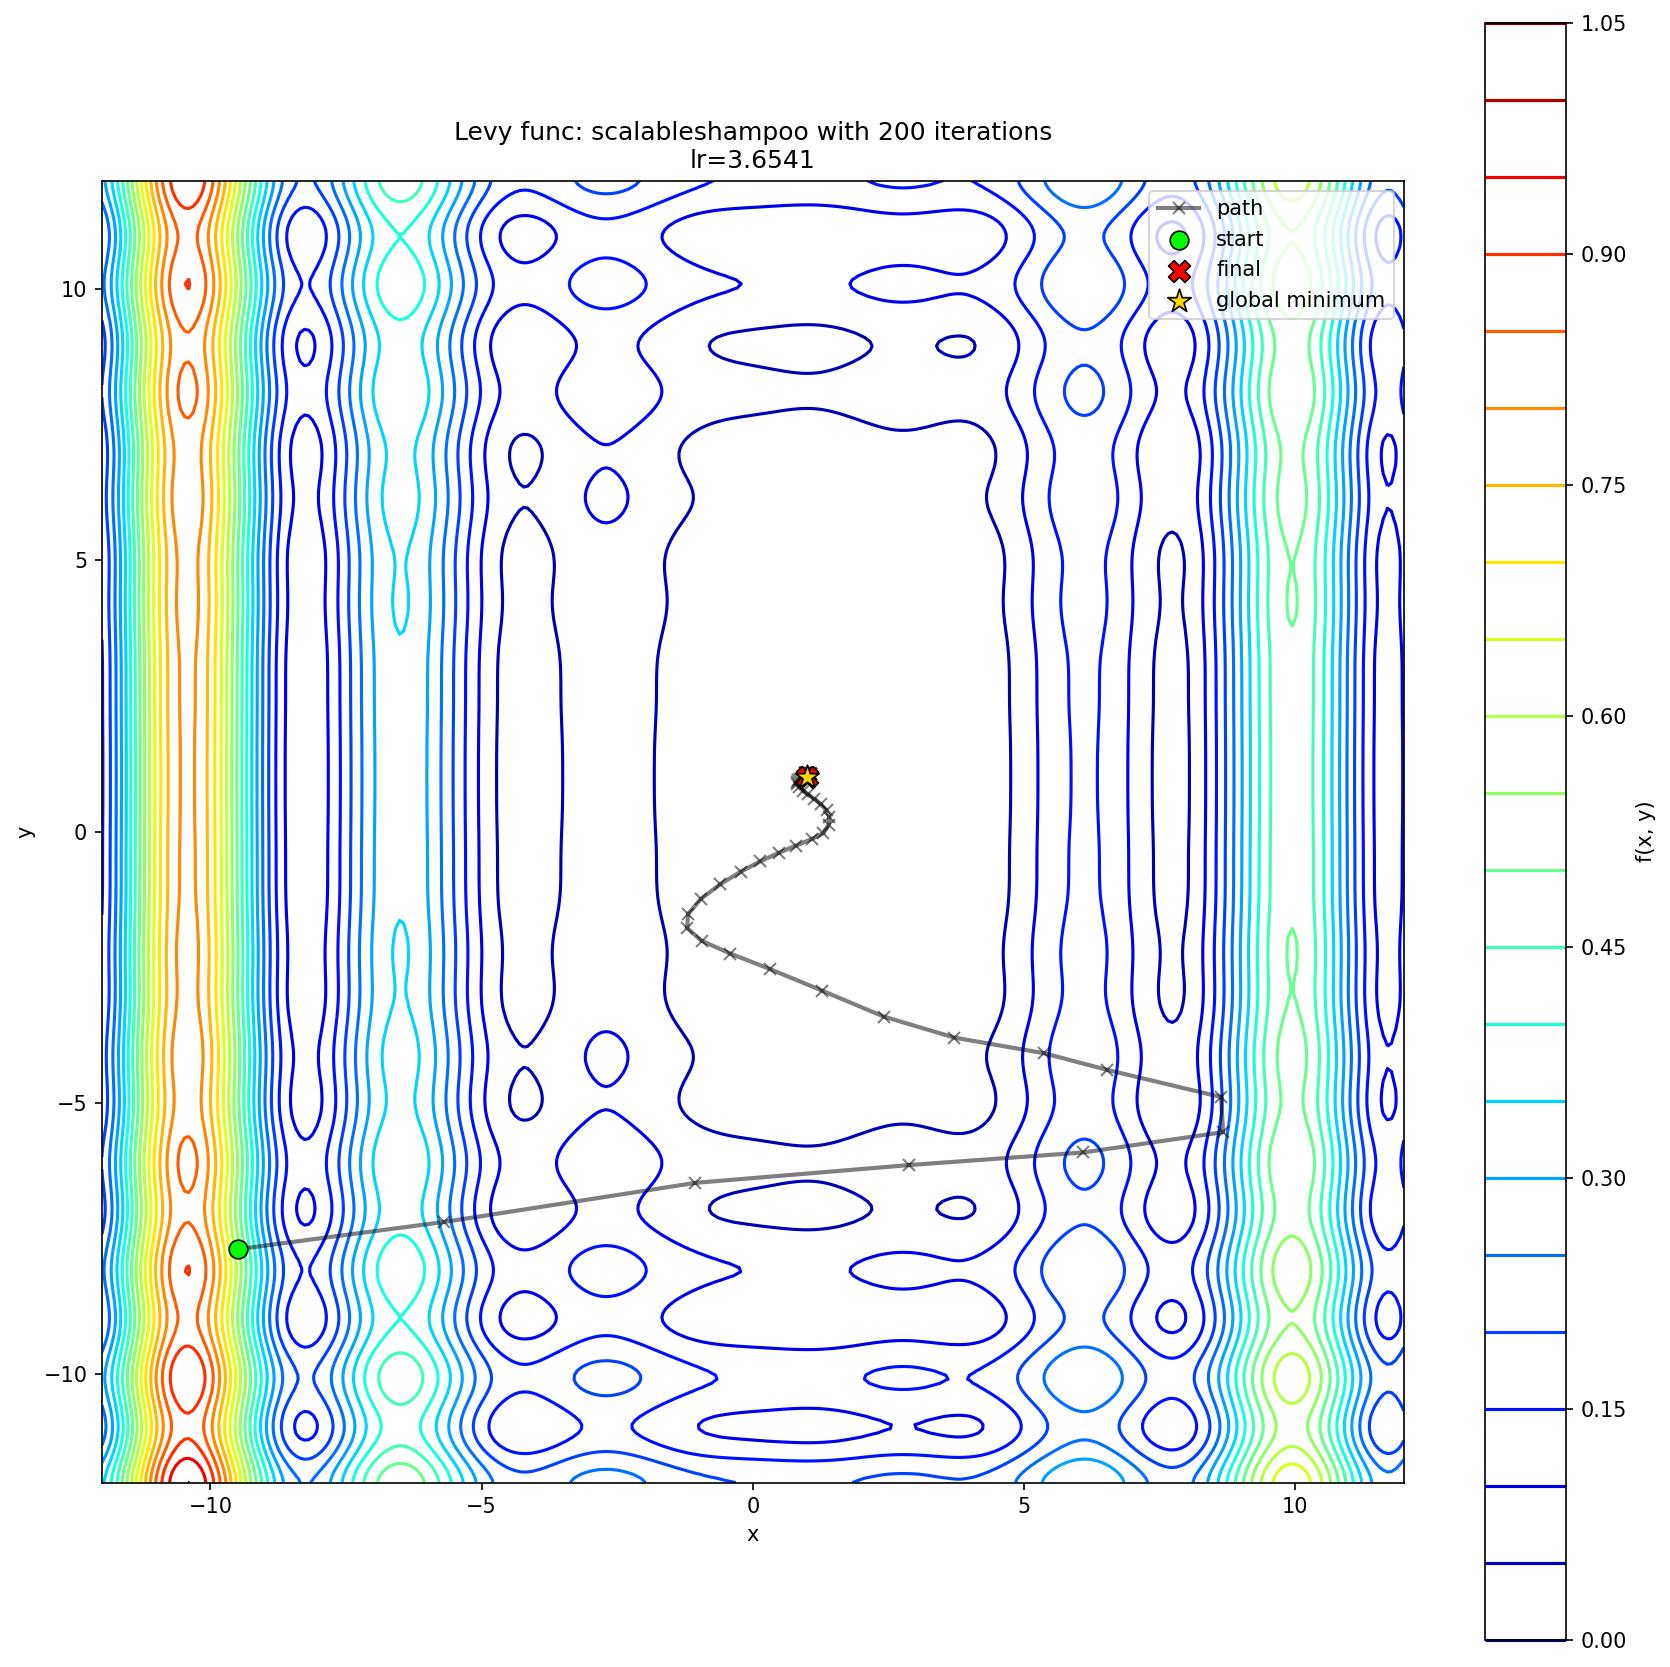 Levy func: scalableshampoo with 200 iterations
lr=3.6541
path
start
final
global minimum
10
5
0
−5
−10
y
−10
−5
0
5
10
x
1.05
0.90
0.75
0.60
0.45
0.30
0.15
0.00
f(x, y)